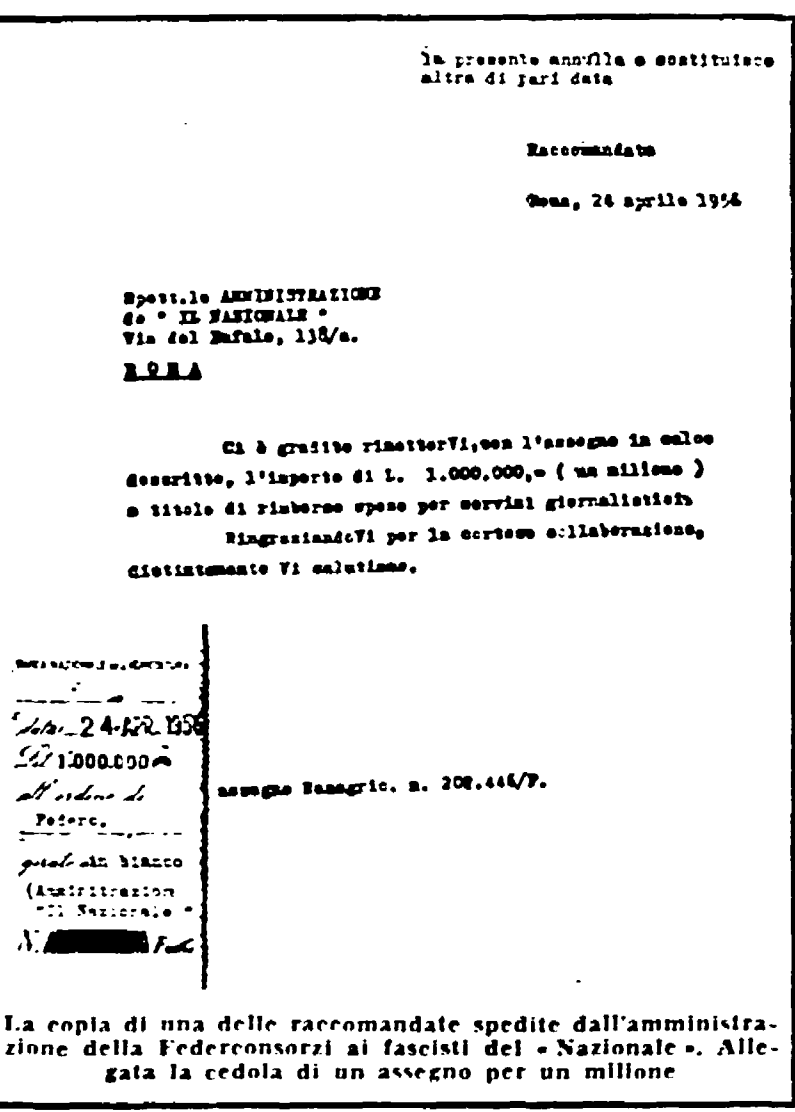 la presente annulla e sostituisce
altra di pari data
Raccomandata
Roma, 24 aprile 1956
Spett.le AMMINISTRAZIONE
de " IL NAZIONALE "
Via del Bufalo, 138/a.
ROMA
Ci è gradito rimetterVi, con l'assegno in calce
descritto, l'importo di L. 1.000.000,= ( un milione )
a titolo di rimborso spese per servizi giornalistici.
RingraziandoVi per la cortese collaborazione,
distintamente Vi salutiamo.
data 24 APR. 1956
Lit 1.000.000
all'ordine di
Federc.
girato in bianco
(Amministrazione
"Il Nazionale "
assegno Banagric. n. 202.446/F.
La copia di una delle raccomandate spedite dall'amministra-
zione della Federconsorzi ai fascisti del « Nazionale ». Alle-
gata la cedola di un assegno per un milione